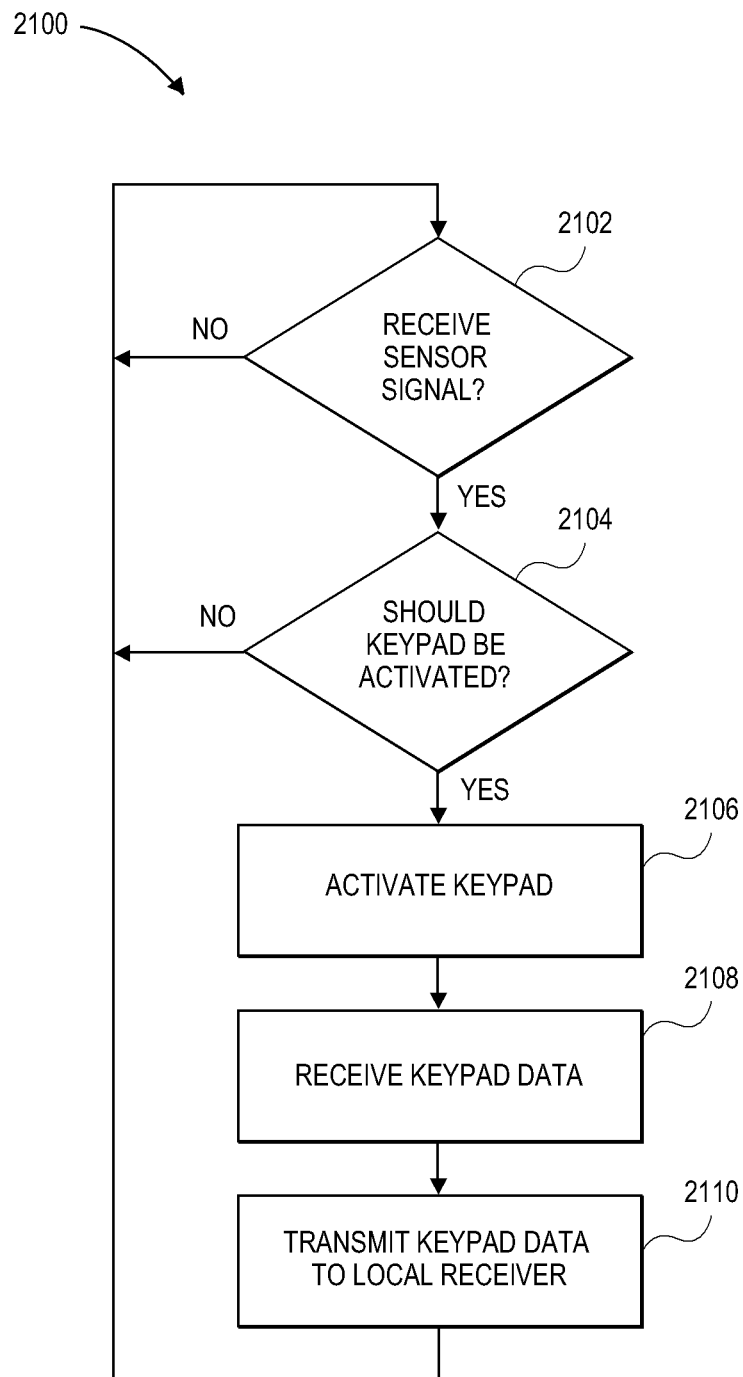 2100
2102
RECEIVE
SENSOR
SIGNAL?
NO
YES
2104
SHOULD
KEYPAD BE
ACTIVATED?
NO
YES
2106
ACTIVATE KEYPAD
2108
RECEIVE KEYPAD DATA
2110
TRANSMIT KEYPAD DATA
TO LOCAL RECEIVER